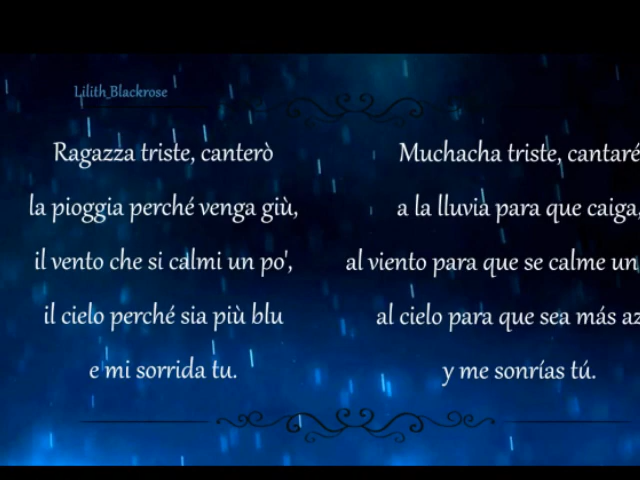 Lilith_Blackrose
Ragazza triste, canterò
la pioggia perché venga giù,
il vento che si calmi un po',
il cielo perché sia più blu
e mi sorrida tu.
Muchacha triste, cantaré
a la lluvia para que caiga,
al viento para que se calme un
al cielo para que sea más az
y me sonrías tú.